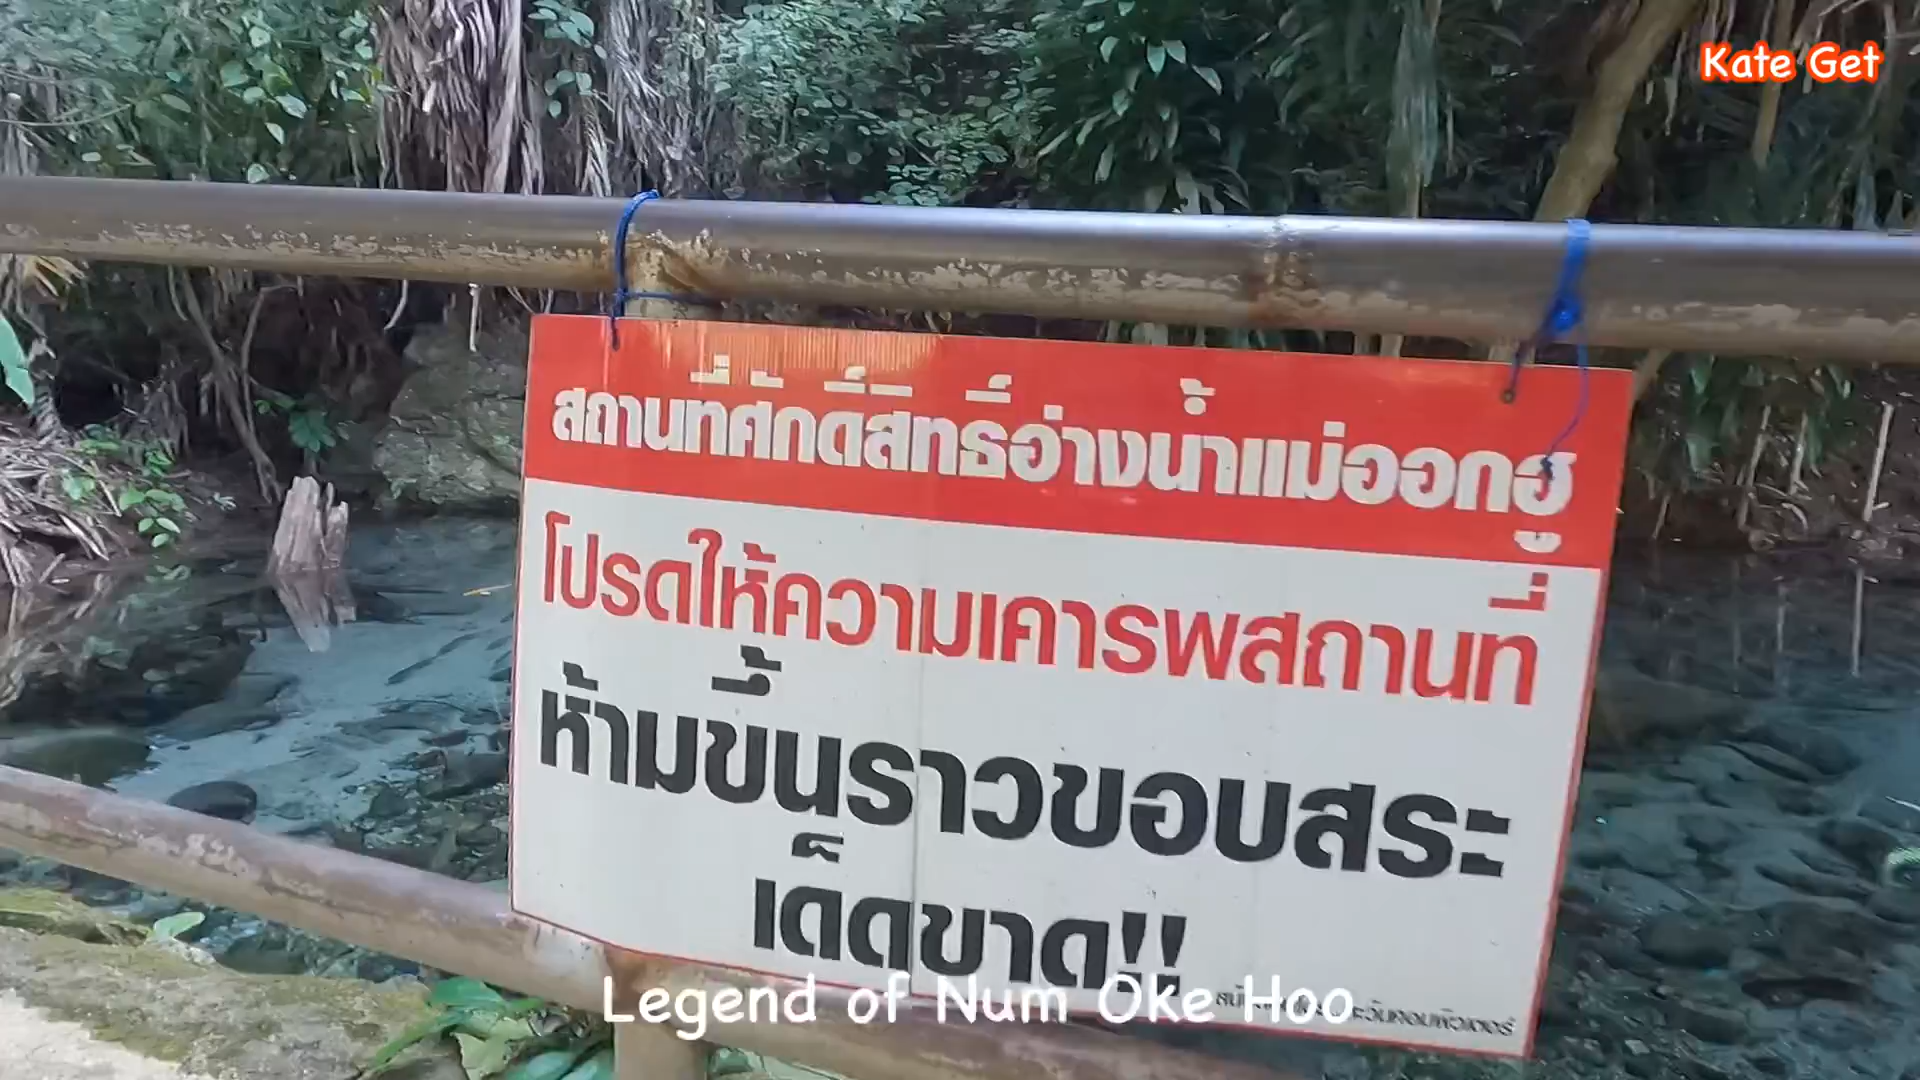 Kate Get
สถานที่ศักดิ์สิทธิ์อ่างน้ำแม่ออกฮู
โปรดให้ความเคารพสถานที่
ห้ามขึ้นราวขอบสระ
เด็ดขาด!!
Legend of Num Oke Hoo